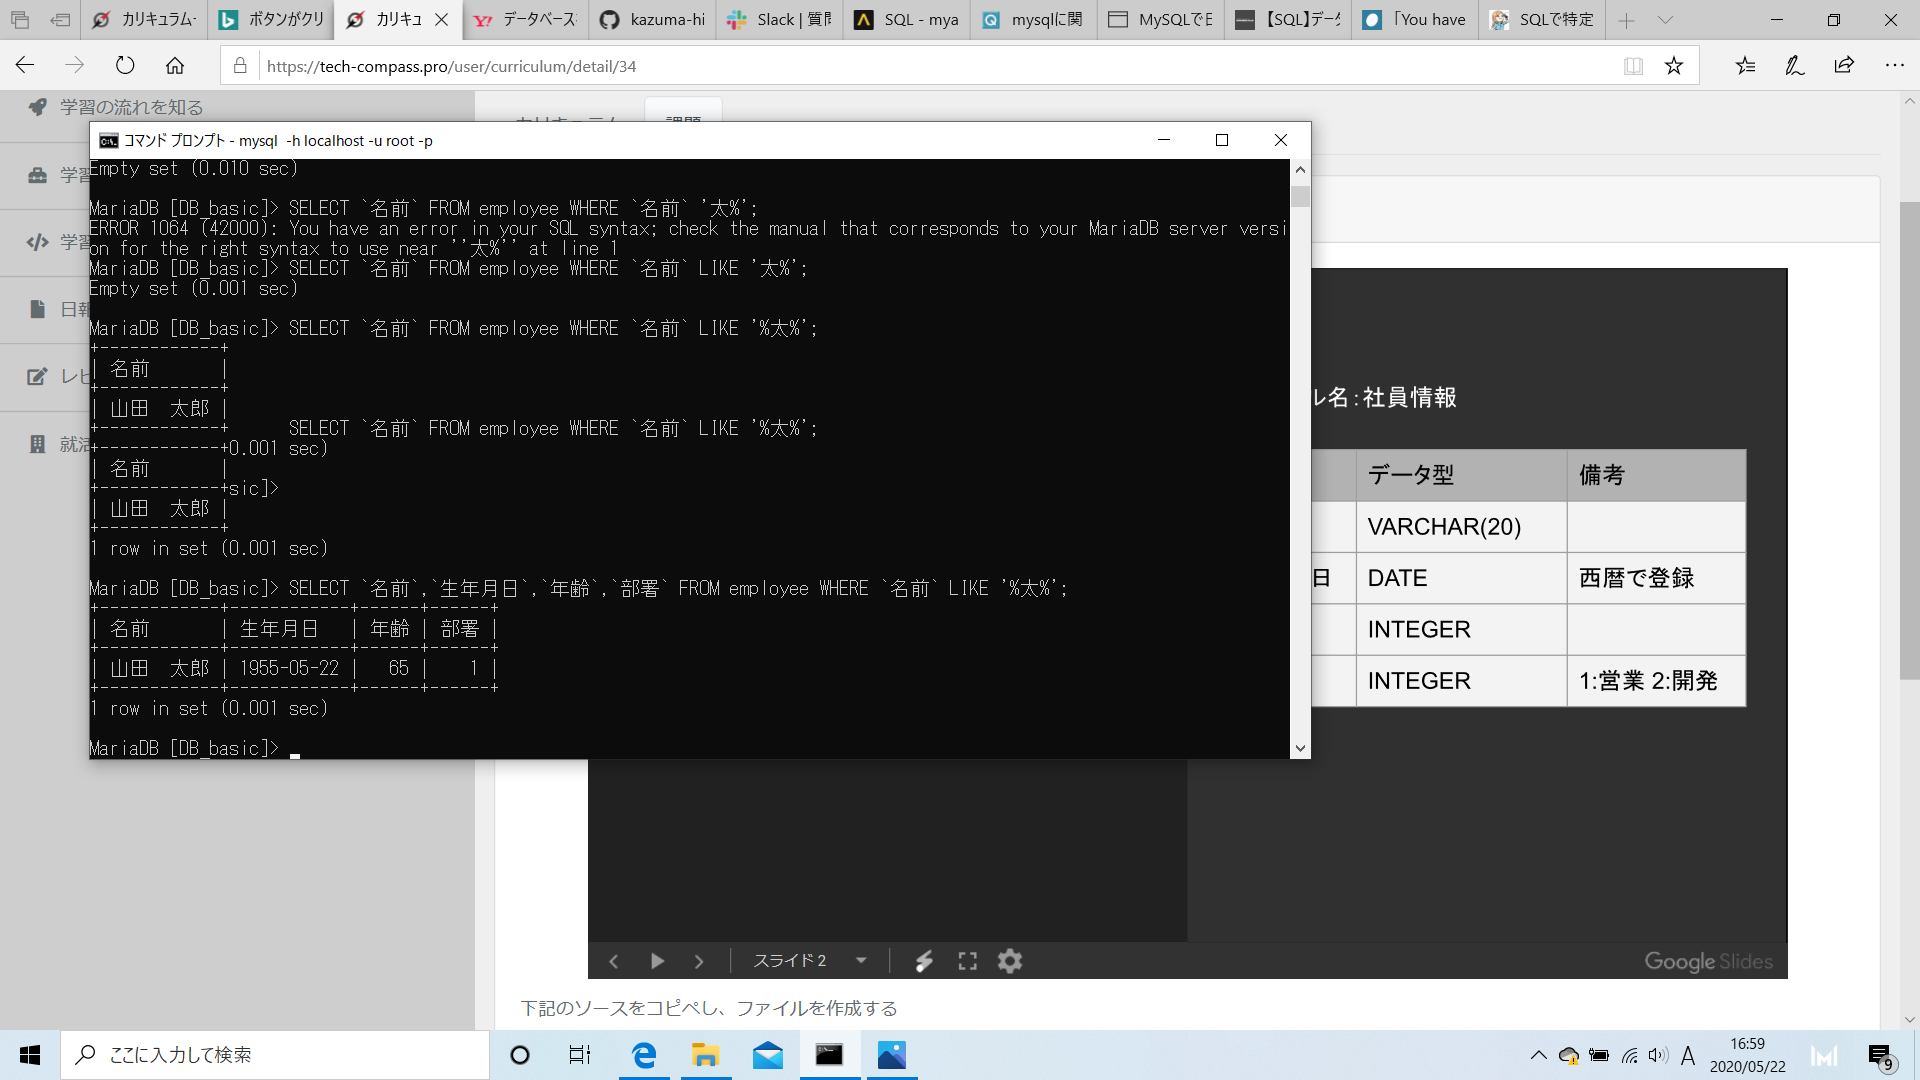 カリキュラム-
ボタンがクリ
カリキュ
データベース
kazuma-hi
Slack | 質問
SQL - mya
mysqlに関
MySQLで日
【SQL】データ
「You have
SQLで特定
https://tech-compass.pro/user/curriculum/detail/34
学習の流れを知る
カリキュラム
課題
学習
学習
日報
レビ
就活
コマンド プロンプト - mysql  -h localhost -u root -p
Empty set (0.010 sec)
MariaDB [DB_basic]> SELECT `名前` FROM employee WHERE `名前` '太%';
ERROR 1064 (42000): You have an error in your SQL syntax; check the manual that corresponds to your MariaDB server versi
on for the right syntax to use near ''太%'' at line 1
MariaDB [DB_basic]> SELECT `名前` FROM employee WHERE `名前` LIKE '太%';
Empty set (0.001 sec)
MariaDB [DB_basic]> SELECT `名前` FROM employee WHERE `名前` LIKE '%太%';
+------------+
| 名前       |
+------------+
| 山田　太郎 |
+------------+      SELECT `名前` FROM employee WHERE `名前` LIKE '%太%';
+------------+0.001 sec)
| 名前       |
+------------+sic]>
| 山田　太郎 |
+------------+
1 row in set (0.001 sec)
MariaDB [DB_basic]> SELECT `名前`,`生年月日`,`年齢`,`部署` FROM employee WHERE `名前` LIKE '%太%';
+------------+------------+------+------+
| 名前       | 生年月日   | 年齢 | 部署 |
+------------+------------+------+------+
| 山田　太郎 | 1955-05-22 |   65 |    1 |
+------------+------------+------+------+
1 row in set (0.001 sec)
MariaDB [DB_basic]>
ル名：社員情報
データ型 備考
VARCHAR(20)
日 DATE 西暦で登録
INTEGER
INTEGER 1:営業 2:開発
スライド 2
Google Slides
下記のソースをコピペし、ファイルを作成する
ここに入力して検索
A
16:59
2020/05/22
9